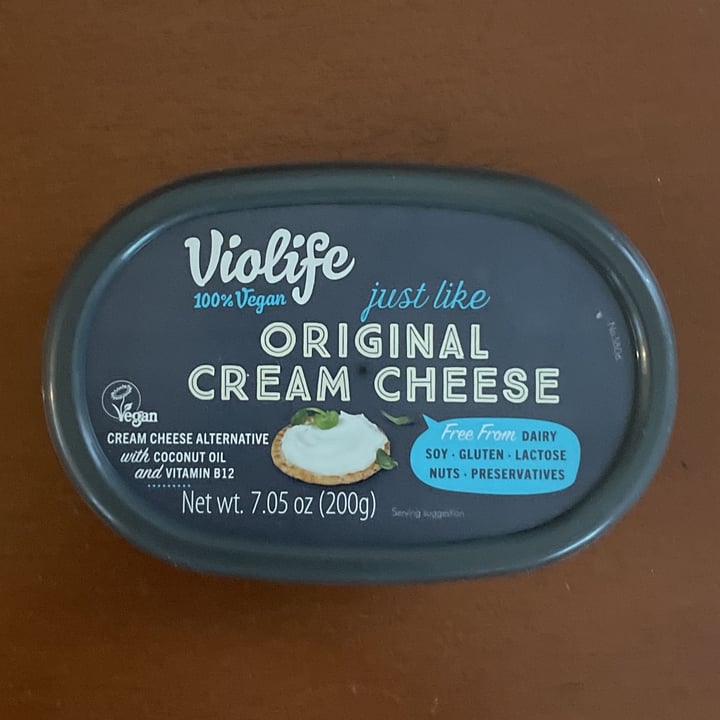 Violife
100% Vegan
just like
ORIGINAL
CREAM CHEESE
Vegan
CREAM CHEESE ALTERNATIVE
with COCONUT OIL
and VITAMIN B12
Free From DAIRY
SOY · GLUTEN · LACTOSE
NUTS · PRESERVATIVES
Net wt. 7.05 oz (200g)
Serving suggestion